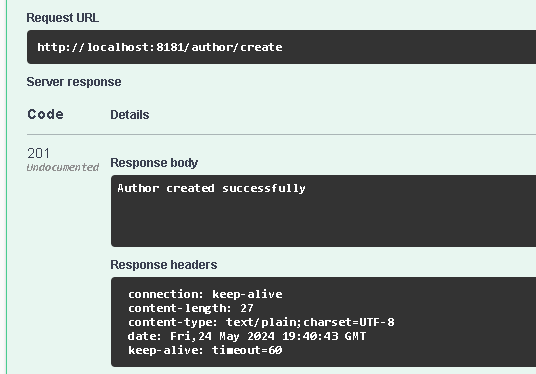 Request URL
http://localhost:8181/author/create
Server response
Code Details
201
Undocumented
Response body
Author created successfully
Response headers
connection: keep-alive
content-length: 27
content-type: text/plain;charset=UTF-8
date: Fri,24 May 2024 19:40:43 GMT
keep-alive: timeout=60